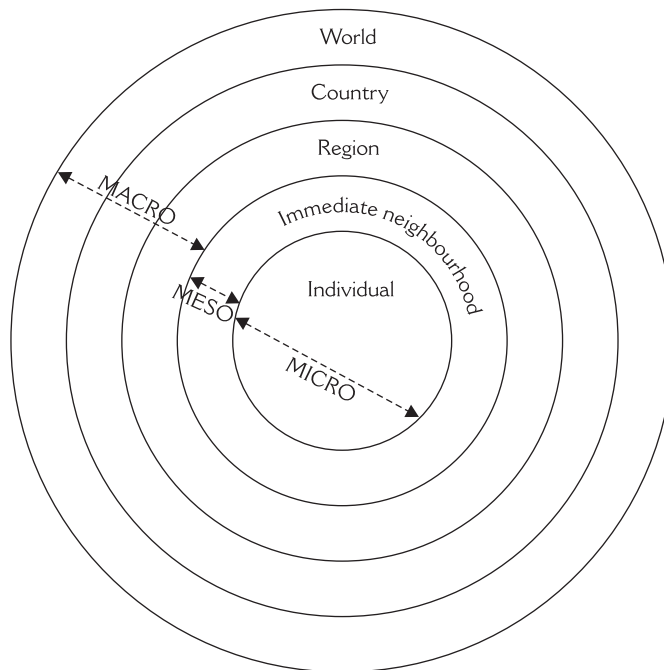 World
Country
Region
Immediate neighbourhood
Individual
MACRO
MESO
MICRO